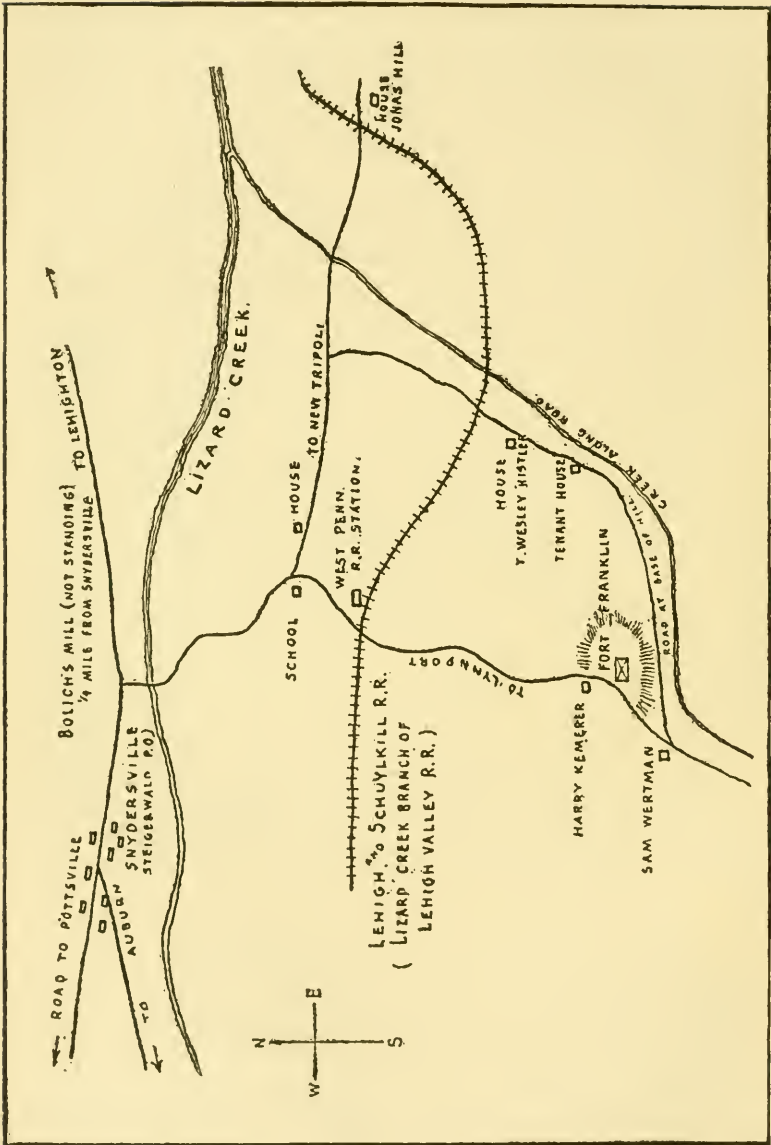 BOLICH'S MILL (NOT STANDING)
1/4 MILE FROM SNYDERSVILLE
TO LEHIGHTON
ROAD TO POTTSVILLE
SNYDERSVILLE
STEIGERWALD P.O.)
TO AUBURN
LIZARD CREEK.
HOUSE
JONAS HILL
TO NEW TRIPOLI
HOUSE
SCHOOL
WEST PENN.
R.R. STATION.
LEHIGH AND SCHUYLKILL R.R.
( LIZARD CREEK BRANCH OF
LEHIGH VALLEY R.R. )
TO LYNNPORT
HOUSE
T. WESLEY HISTLER
TENANT HOUSE
CREEK ALONG ROAD.
ROAD AT BASE OF HILL.
FORT FRANKLIN
HARRY KEMERER
SAM WERTMAN
N
W
E
S